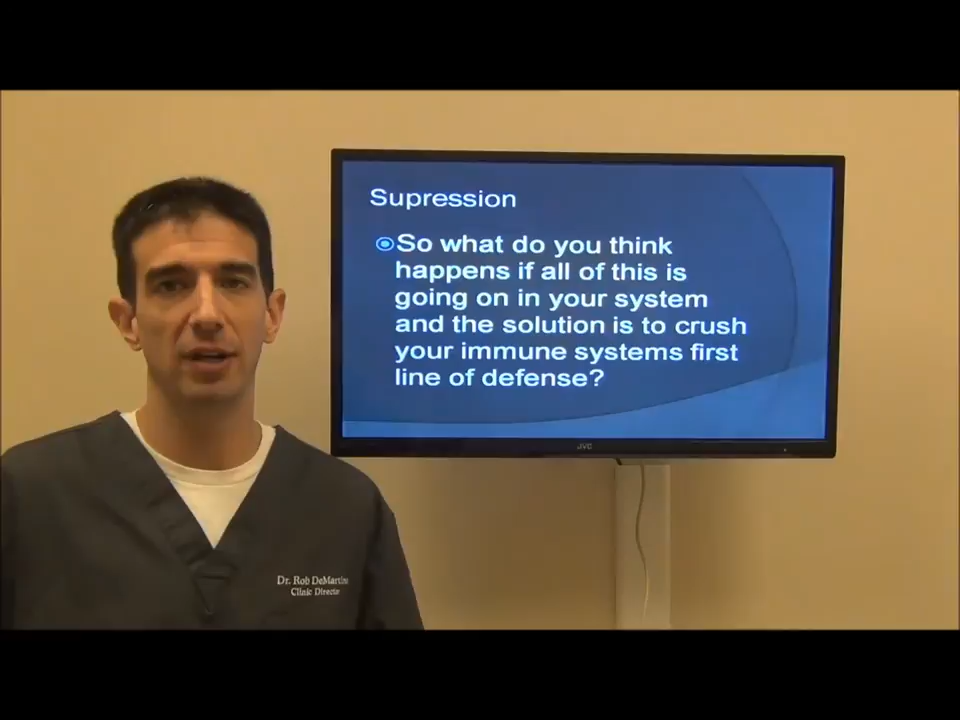 Supression
So what do you think
happens if all of this is
going on in your system
and the solution is to crush
your immune systems first
line of defense?
JVC
Dr. Rob DeMartino
Clinic Director